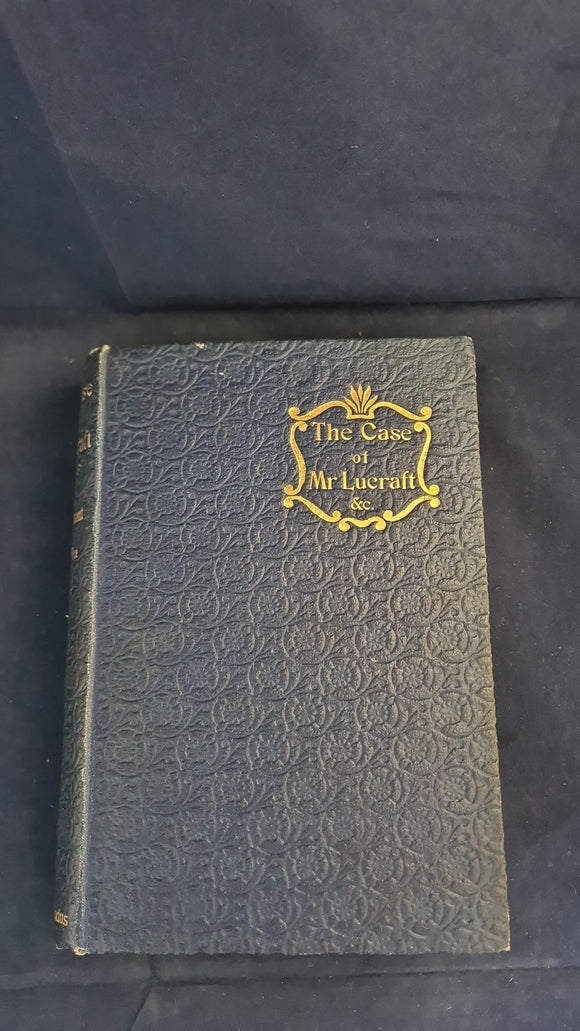 The Case
of
Mr Lucraft
&c.